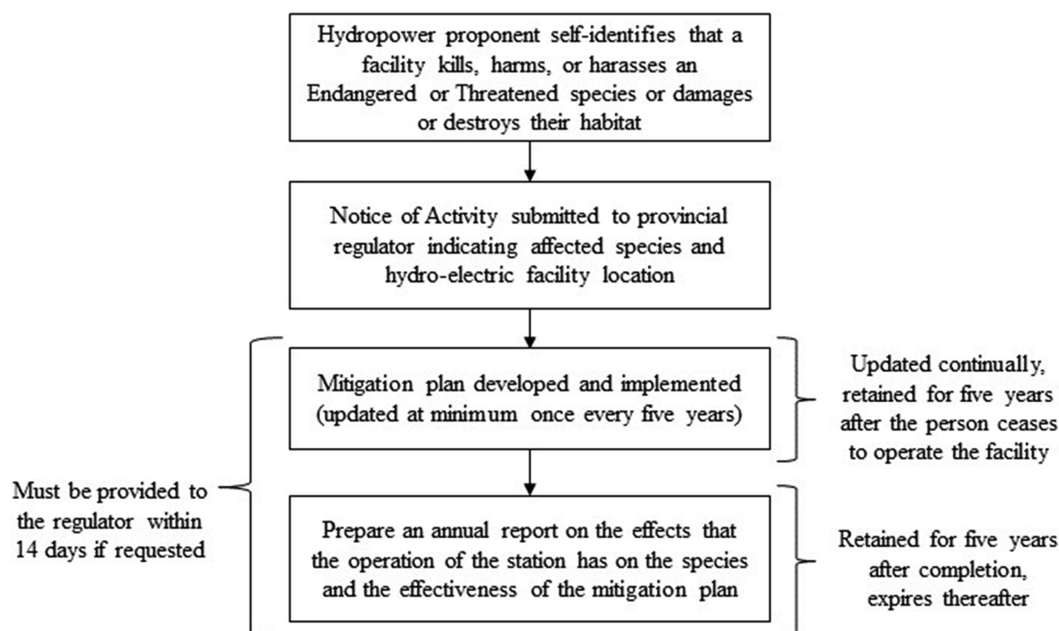 Hydropower proponent self-identifies that a
facility kills, harms, or harasses an
Endangered or Threatened species or damages
or destroys their habitat
Notice of Activity submitted to provincial
regulator indicating affected species and
hydro-electric facility location
Mitigation plan developed and implemented
(updated at minimum once every five years)
Updated continually,
retained for five years
after the person ceases
to operate the facility
Must be provided to
the regulator within
14 days if requested
Prepare an annual report on the effects that
the operation of the station has on the species
and the effectiveness of the mitigation plan
Retained for five years
after completion,
expires thereafter